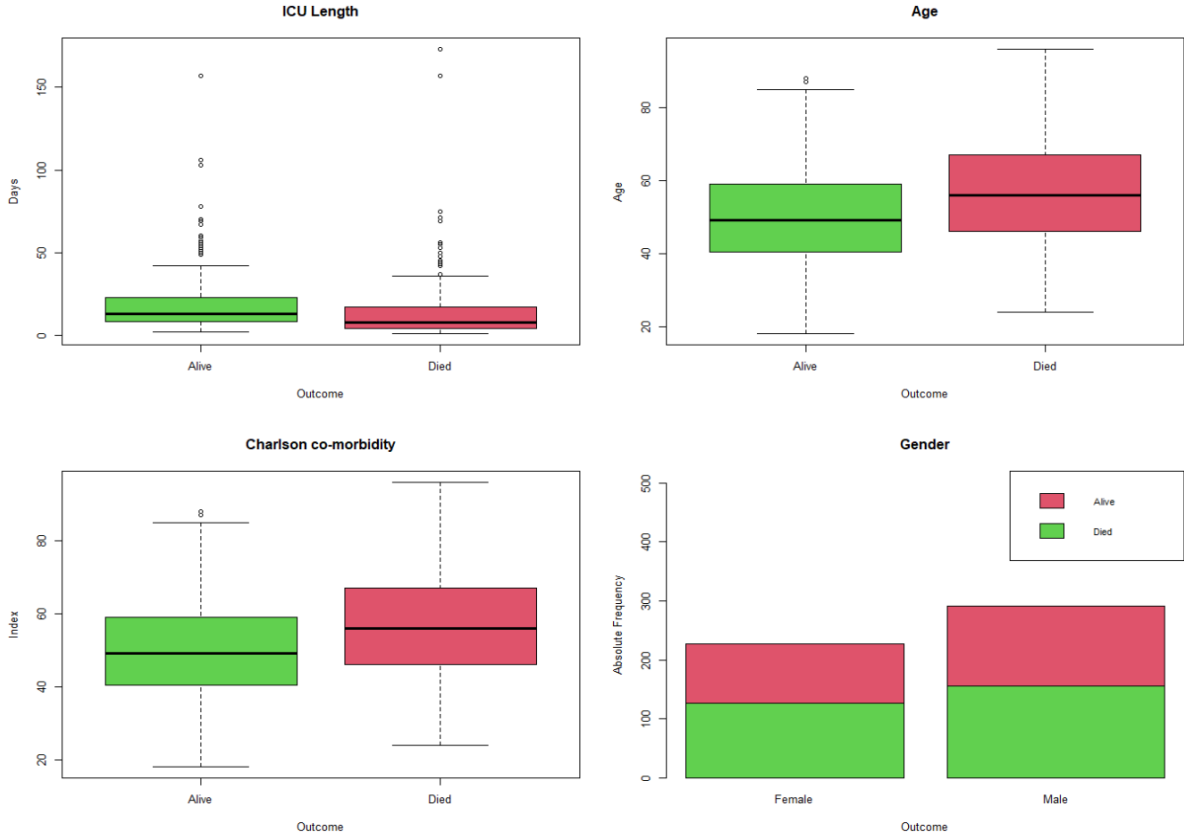 ICU Length
Days
0
50
100
150
Alive
Died
Outcome
Age
Age
20
40
60
80
Alive
Died
Outcome
Charlson co-morbidity
Index
20
40
60
80
Alive
Died
Outcome
Gender
Absolute Frequency
0
100
200
300
400
500
Alive
Died
Female
Male
Outcome